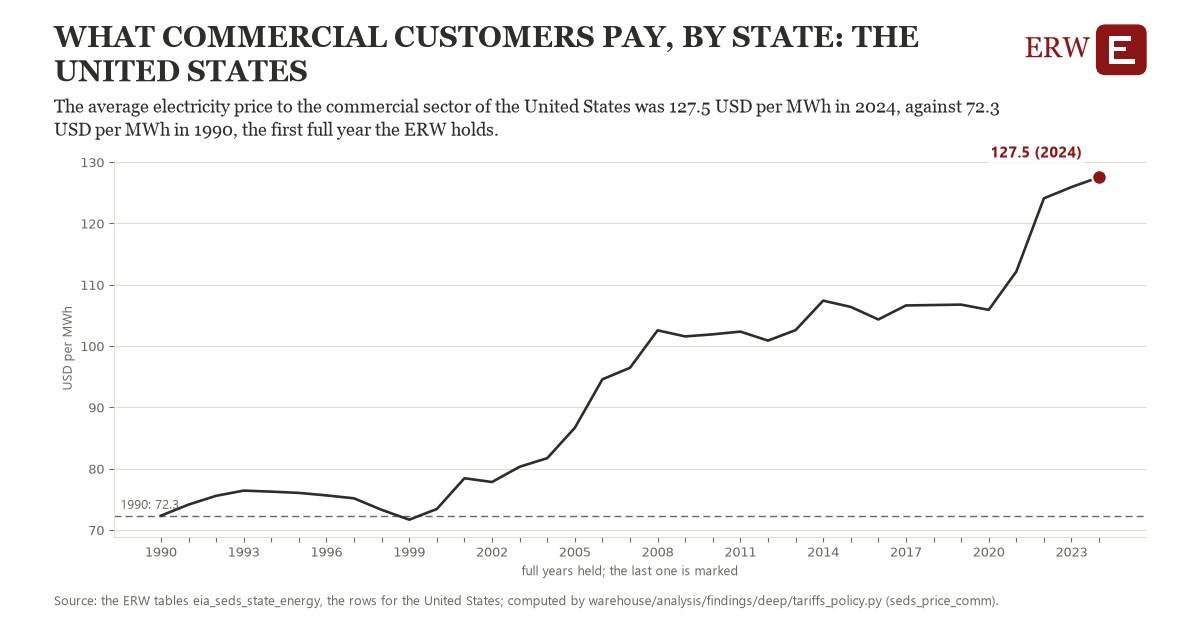 WHAT COMMERCIAL CUSTOMERS PAY, BY STATE: THE
UNITED STATES
ERW E
The average electricity price to the commercial sector of the United States was 127.5 USD per MWh in 2024, against 72.3
USD per MWh in 1990, the first full year the ERW holds.
127.5 (2024)
130
120
110
100
90
80
70
USD per MWh
1990: 72.3
1990 1993 1996 1999 2002 2005 2008 2011 2014 2017 2020 2023
full years held; the last one is marked
Source: the ERW tables eia_seds_state_energy, the rows for the United States; computed by warehouse/analysis/findings/deep/tariffs_policy.py (seds_price_comm).